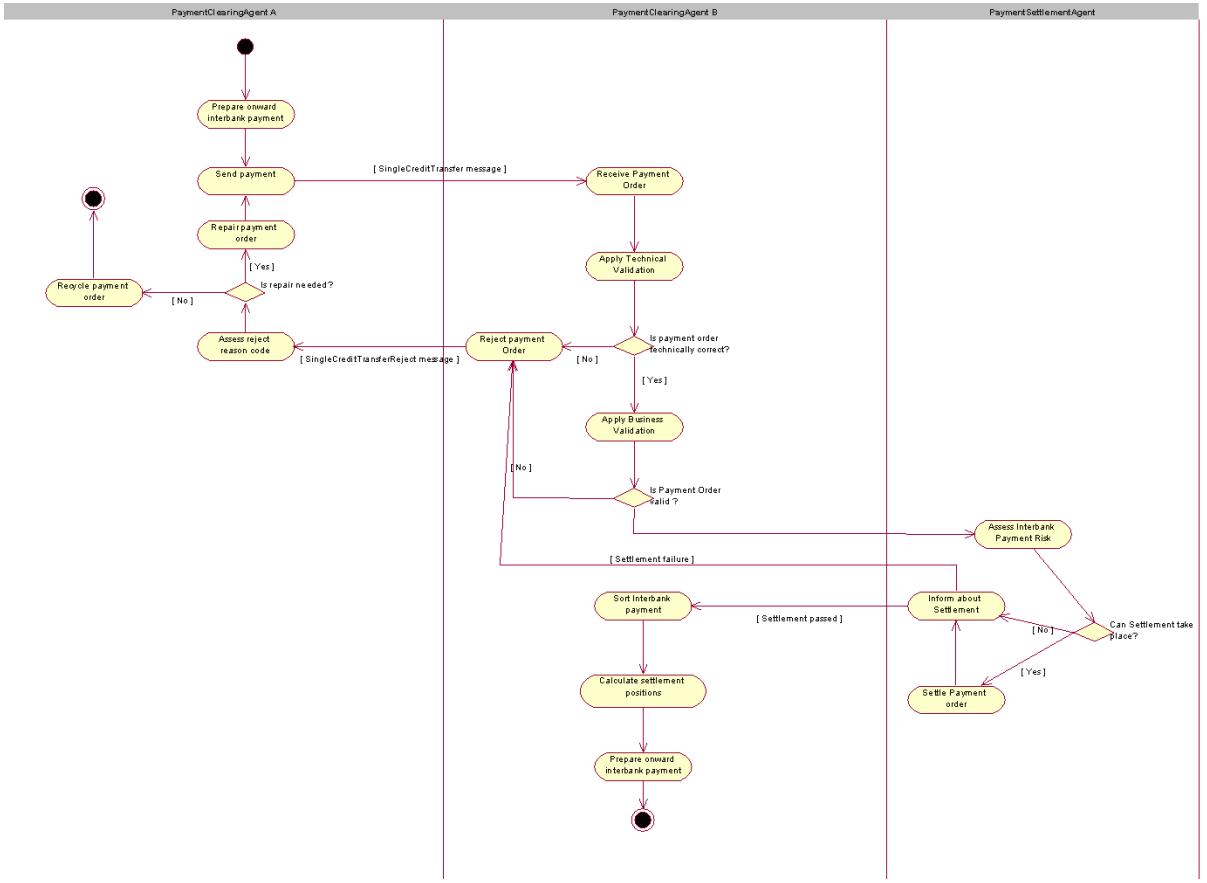 PaymentClearingAgent A
PaymentClearingAgent B
PaymentSettlementAgent
Prepare onward
interbank payment
Send payment
[ SingleCreditTransfer message ]
Receive Payment
Order
Repair payment
order
[ Yes ]
Apply Technical
Validation
Recycle payment
order
[ No ]
Is repair needed?
Assess reject
reason code
[ SingleCreditTransferReject message ]
Reject payment
Order
[ No ]
Is payment order
technically correct?
[ Yes ]
Apply Business
Validation
[ No ]
Is Payment Order
valid ?
Assess Interbank
Payment Risk
[ Settlement failure ]
Sort Interbank
payment
[ Settlement passed ]
Inform about
Settlement
[ No ]
Can Settlement take
place?
[ Yes ]
Calculate settlement
positions
Settle Payment
order
Prepare onward
interbank payment